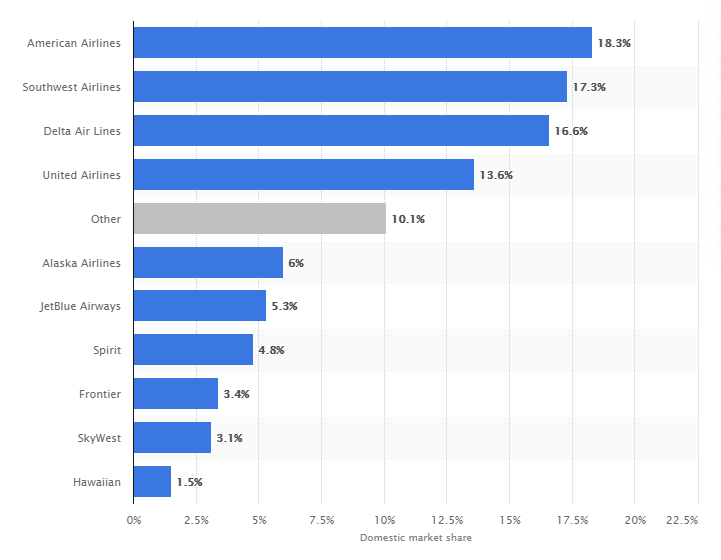 American Airlines 18.3%
Southwest Airlines 17.3%
Delta Air Lines 16.6%
United Airlines 13.6%
Other 10.1%
Alaska Airlines 6%
JetBlue Airways 5.3%
Spirit 4.8%
Frontier 3.4%
SkyWest 3.1%
Hawaiian 1.5%
0% 2.5% 5% 7.5% 10% 12.5% 15% 17.5% 20% 22.5%
Domestic market share